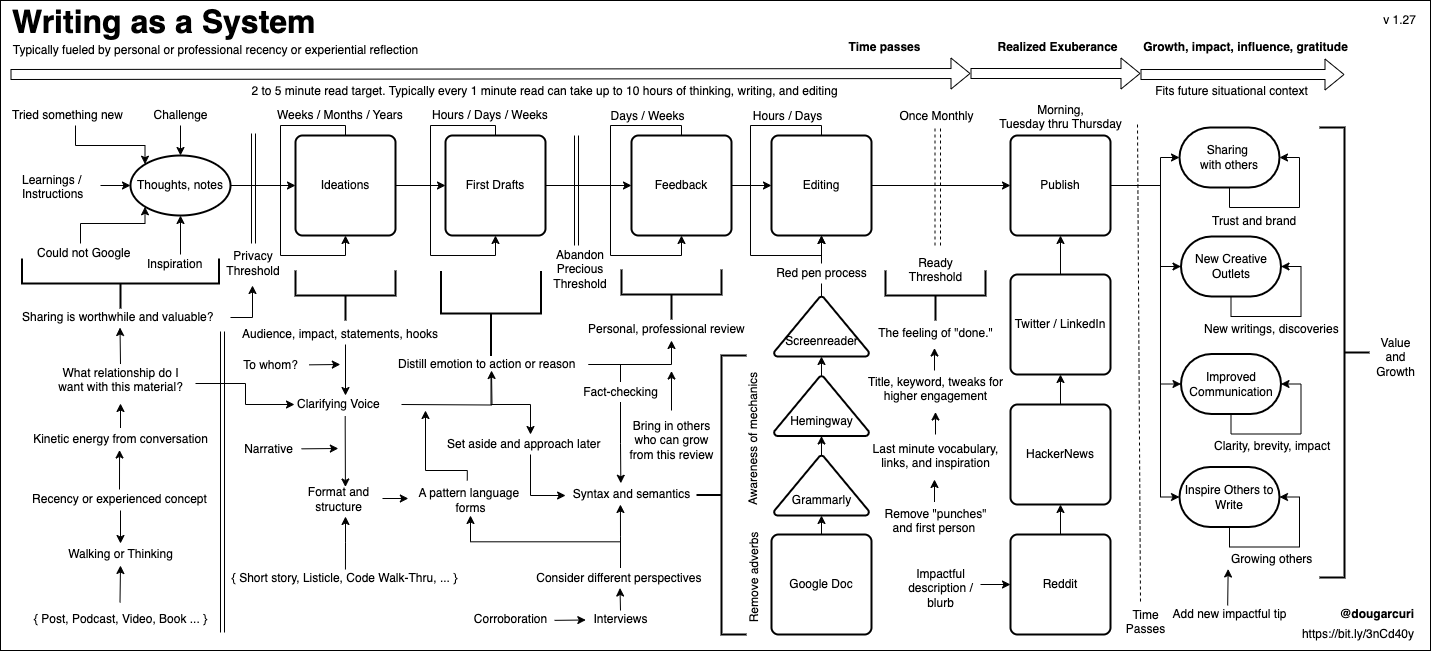 Writing as a System
v 1.27
Typically fueled by personal or professional recency or experiential reflection
Time passes
Realized Exuberance
Growth, impact, influence, gratitude
2 to 5 minute read target. Typically every 1 minute read can take up to 10 hours of thinking, writing, and editing
Fits future situational context
Tried something new
Challenge
Learnings /
Instructions
Thoughts, notes
Could not Google
Inspiration
Privacy
Threshold
Weeks / Months / Years
Ideations
Hours / Days / Weeks
First Drafts
Abandon
Precious
Threshold
Days / Weeks
Feedback
Hours / Days
Editing
Once Monthly
Ready
Threshold
Morning,
Tuesday thru Thursday
Publish
Sharing
with others
Trust and brand
New Creative
Outlets
New writings, discoveries
Improved
Communication
Clarity, brevity, impact
Inspire Others to
Write
Growing others
Add new impactful tip
Value
and
Growth
Sharing is worthwhile and valuable?
What relationship do I
want with this material?
Kinetic energy from conversation
Recency or experienced concept
Walking or Thinking
{ Post, Podcast, Video, Book ... }
Audience, impact, statements, hooks
To whom?
Clarifying Voice
Narrative
Format and
structure
{ Short story, Listicle, Code Walk-Thru, ... }
Distill emotion to action or reason
Set aside and approach later
A pattern language
forms
Personal, professional review
Fact-checking
Bring in others
who can grow
from this review
Syntax and semantics
Consider different perspectives
Corroboration
Interviews
Awareness of mechanics
Remove adverbs
Red pen process
Screenreader
Hemingway
Grammarly
Google Doc
The feeling of "done."
Title, keyword, tweaks for
higher engagement
Last minute vocabulary,
links, and inspiration
Remove "punches"
and first person
Impactful
description /
blurb
Twitter / LinkedIn
HackerNews
Reddit
Time
Passes
@dougarcuri
https://bit.ly/3nCd40y